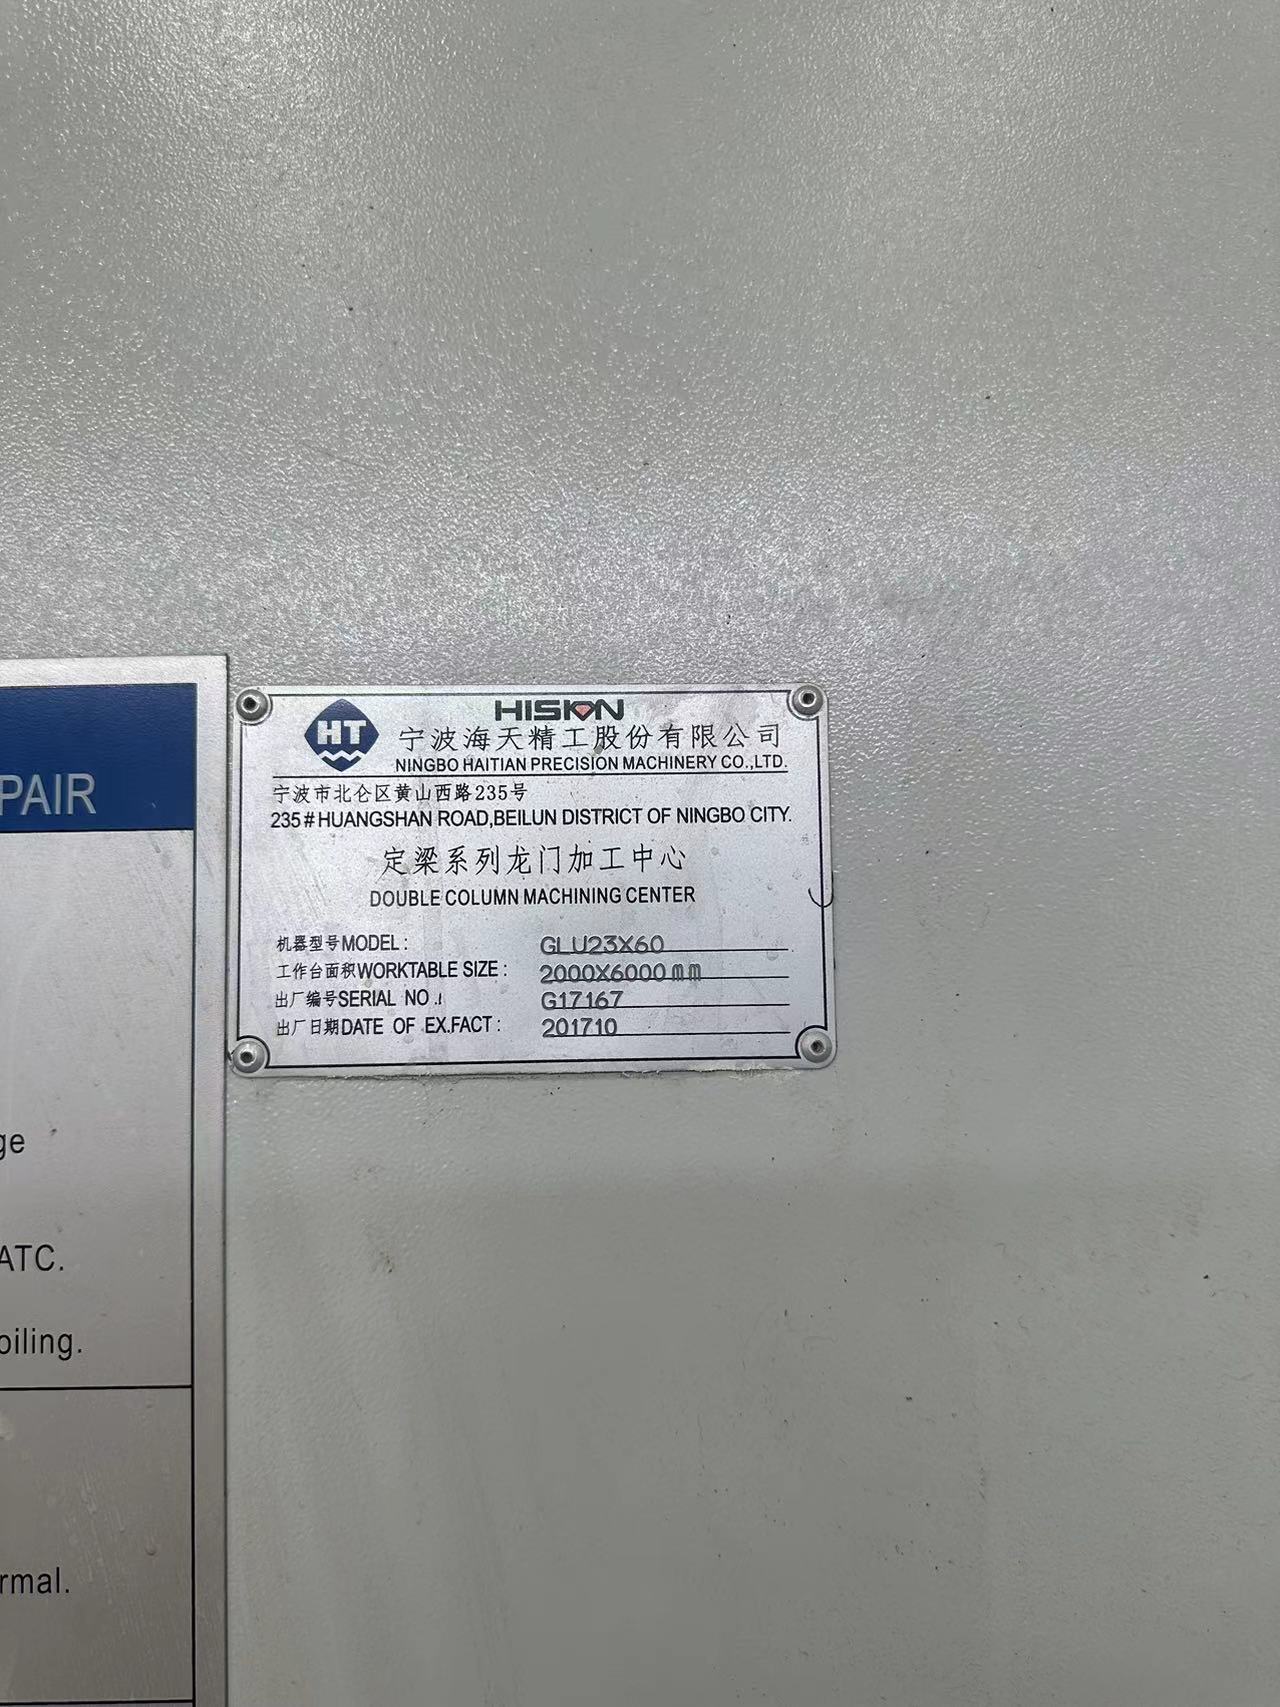 PAIR
ge
ATC.
oiling.
rmal.
HT
HISION
宁波海天精工股份有限公司
NINGBO HAITIAN PRECISION MACHINERY CO.,LTD.
宁波市北仑区黄山西路235号
235#HUANGSHAN ROAD,BEILUN DISTRICT OF NINGBO CITY.
定梁系列龙门加工中心
DOUBLE COLUMN MACHINING CENTER
机器型号MODEL: GLU23X60
工作台面积WORKTABLE SIZE: 2000X6000mm
出厂编号SERIAL NO.: G17167
出厂日期DATE OF EX.FACT: 201710